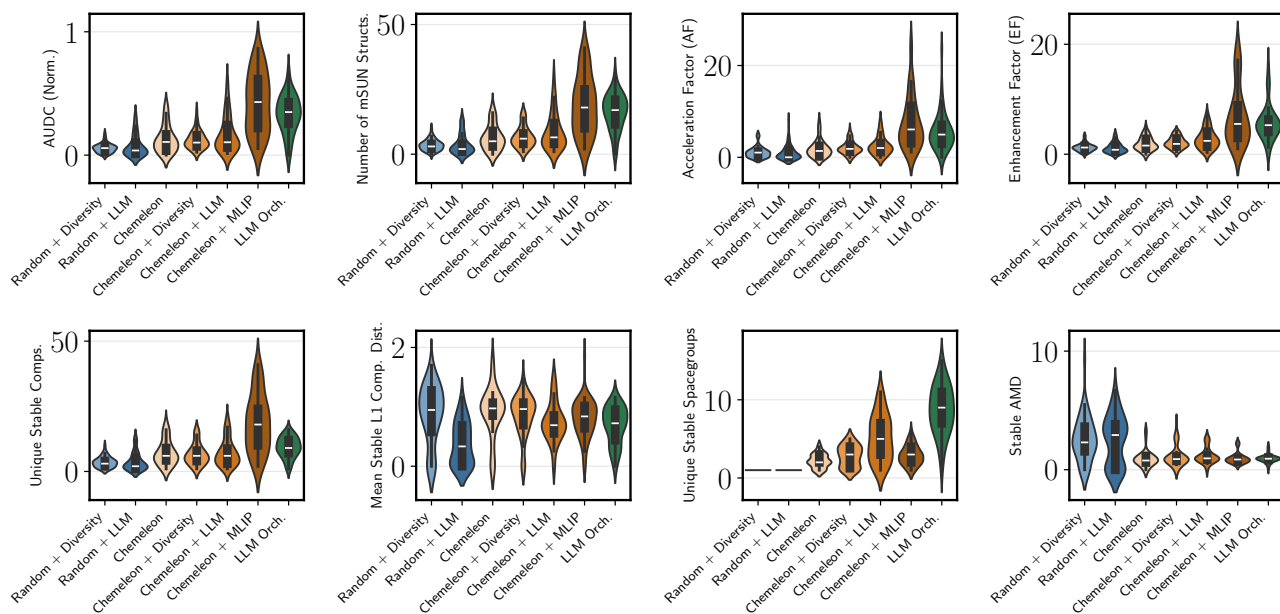 AUDC (Norm.)
1
0
Random + Diversity
Random + LLM
Chemeleon
Chemeleon + Diversity
Chemeleon + LLM
Chemeleon + MLIP
LLM Orch.
Number of mSUN Structs.
50
0
Random + Diversity
Random + LLM
Chemeleon
Chemeleon + Diversity
Chemeleon + LLM
Chemeleon + MLIP
LLM Orch.
Acceleration Factor (AF)
20
0
Random + Diversity
Random + LLM
Chemeleon
Chemeleon + Diversity
Chemeleon + LLM
Chemeleon + MLIP
LLM Orch.
Enhancement Factor (EF)
20
0
Random + Diversity
Random + LLM
Chemeleon
Chemeleon + Diversity
Chemeleon + LLM
Chemeleon + MLIP
LLM Orch.
Unique Stable Comps.
50
0
Random + Diversity
Random + LLM
Chemeleon
Chemeleon + Diversity
Chemeleon + LLM
Chemeleon + MLIP
LLM Orch.
Mean Stable L1 Comp. Dist.
2
0
Random + Diversity
Random + LLM
Chemeleon
Chemeleon + Diversity
Chemeleon + LLM
Chemeleon + MLIP
LLM Orch.
Unique Stable Spacegroups
10
0
Random + Diversity
Random + LLM
Chemeleon
Chemeleon + Diversity
Chemeleon + LLM
Chemeleon + MLIP
LLM Orch.
Stable AMD
10
0
Random + Diversity
Random + LLM
Chemeleon
Chemeleon + Diversity
Chemeleon + LLM
Chemeleon + MLIP
LLM Orch.